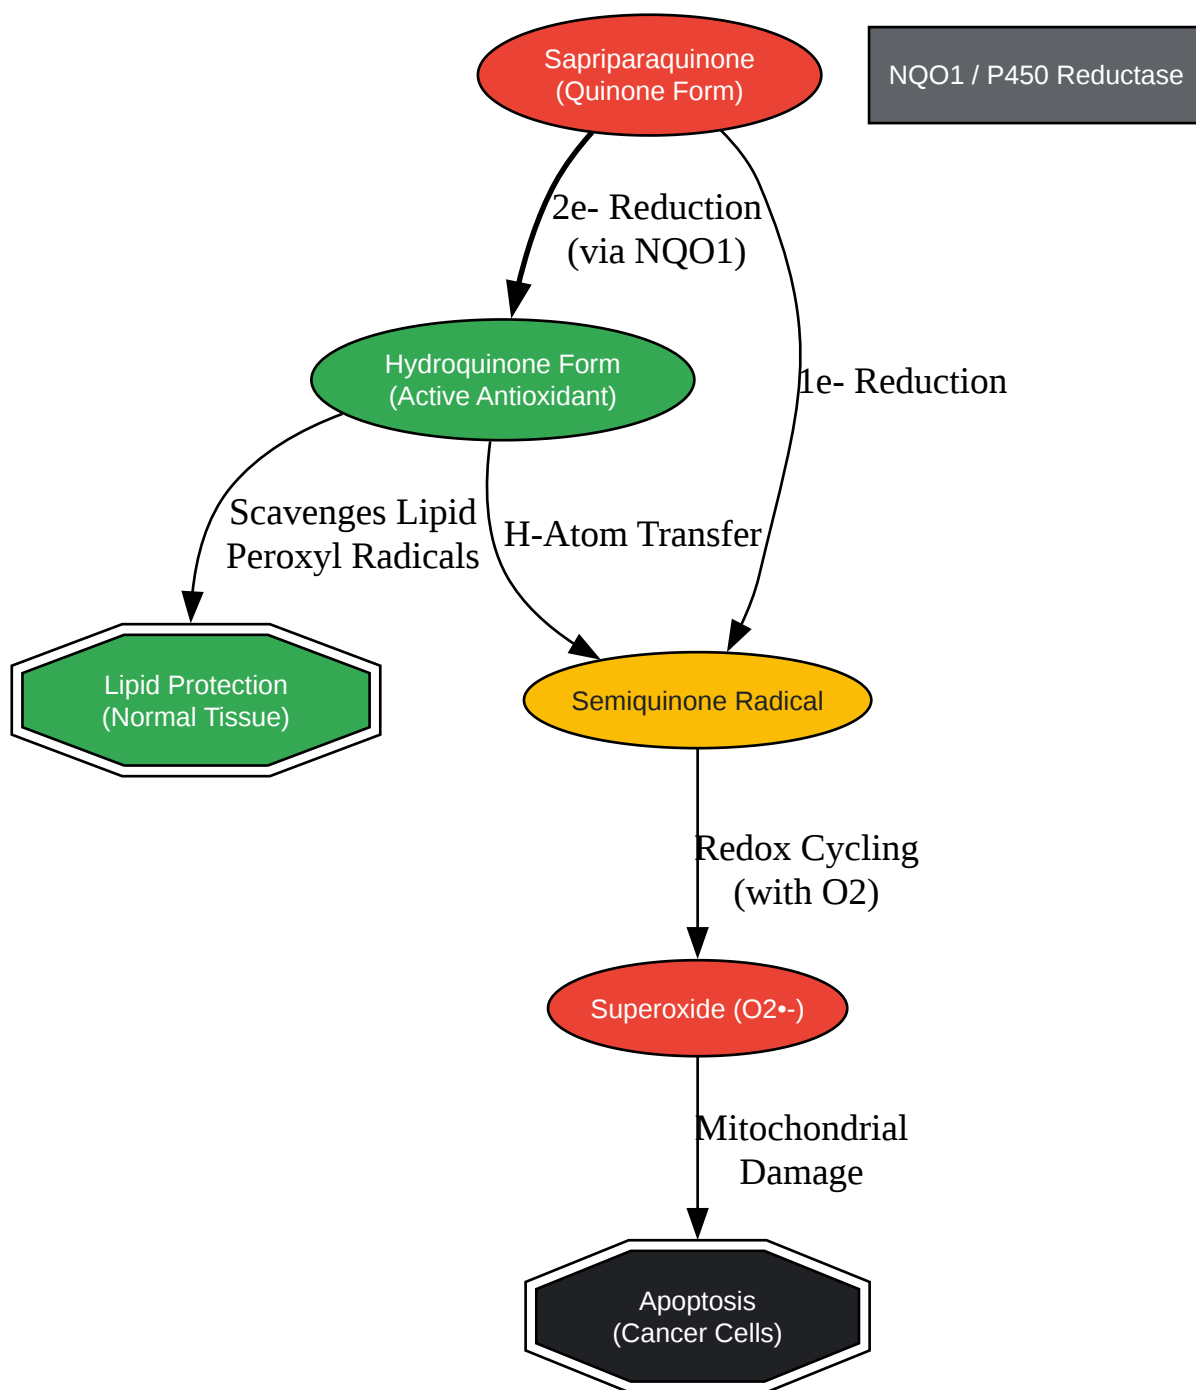 Sapriparaquinone
(Quinone Form)
NQO1 / P450 Reductase
2e- Reduction
(via NQO1)
Hydroquinone Form
(Active Antioxidant)
1e- Reduction
Scavenges Lipid
Peroxyl Radicals
H-Atom Transfer
Lipid Protection
(Normal Tissue)
Semiquinone Radical
Redox Cycling
(with O2)
Superoxide (O2•-)
Mitochondrial
Damage
Apoptosis
(Cancer Cells)